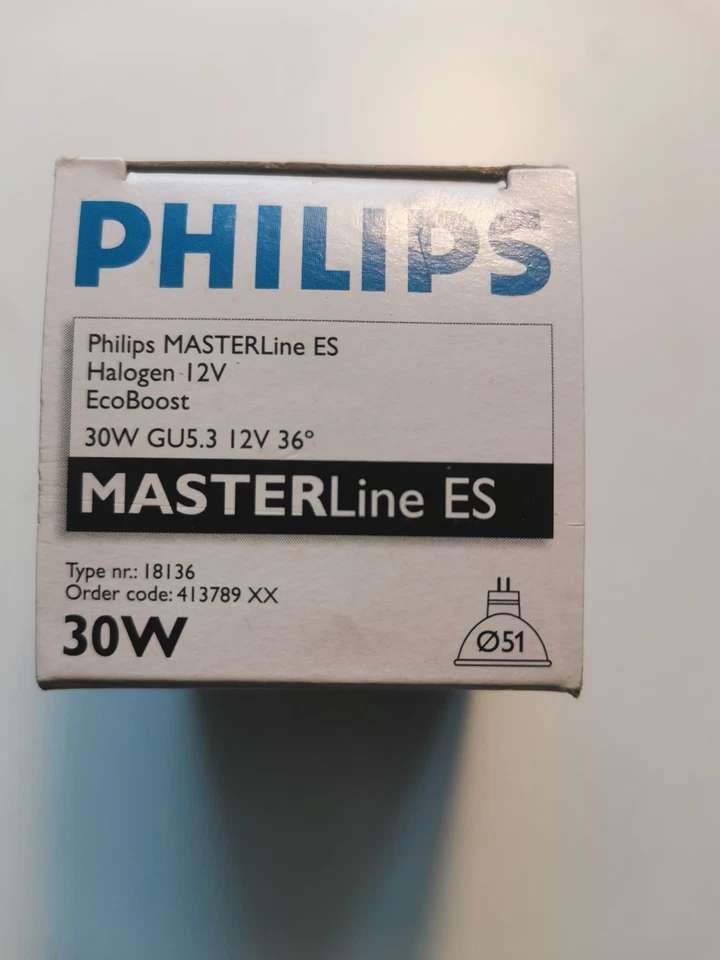 PHILIPS
Philips MASTERLine ES
Halogen 12V
EcoBoost
30W GU5.3 12V 36º
MASTERLine ES
Type nr.: 18136
Order code: 413789 XX
30W
Ø51